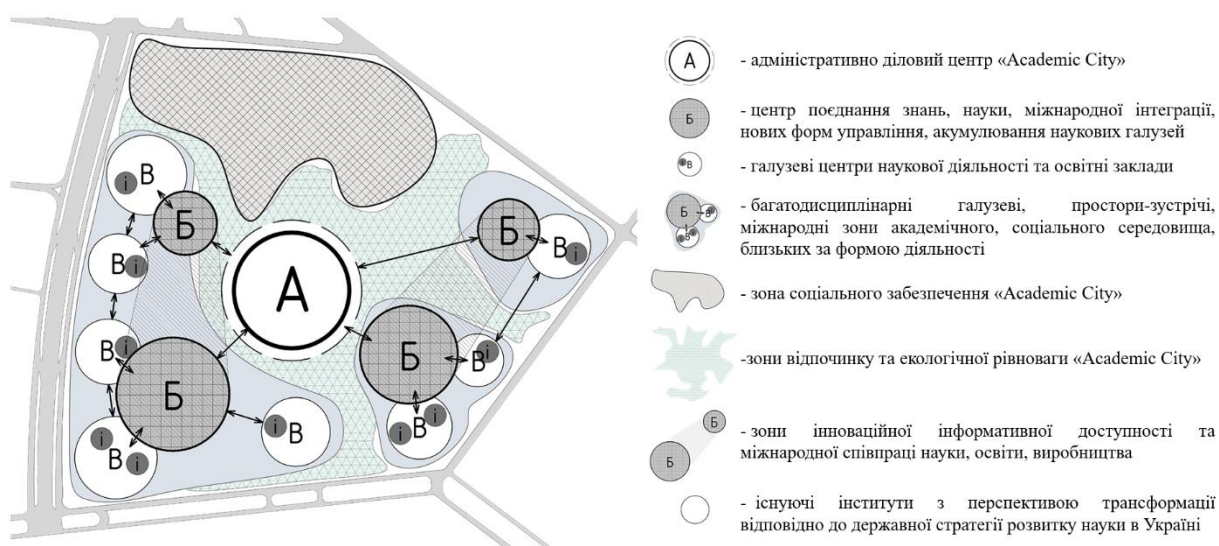 і В
Б
В і
В і
Б
і В
і В і
А
Б
В і
Б
В і
і В і
А
- адміністративно діловий центр «Academic City»
Б
- центр поєднання знань, науки, міжнародної інтеграції,
нових форм управління, акумулювання наукових галузей
і В
- галузеві центри наукової діяльності та освітні заклади
Б
В
В
- багатодисциплінарні галузеві, простори-зустрічі,
міжнародні зони академічного, соціального середовища,
близьких за формою діяльності
- зона соціального забезпечення «Academic City»
-зони відпочинку та екологічної рівноваги «Academic City»
Б
Б
- зони інноваційної інформативної доступності та
міжнародної співпраці науки, освіти, виробництва
- існуючі інститути з перспективою трансформації
відповідно до державної стратегії розвитку науки в Україні